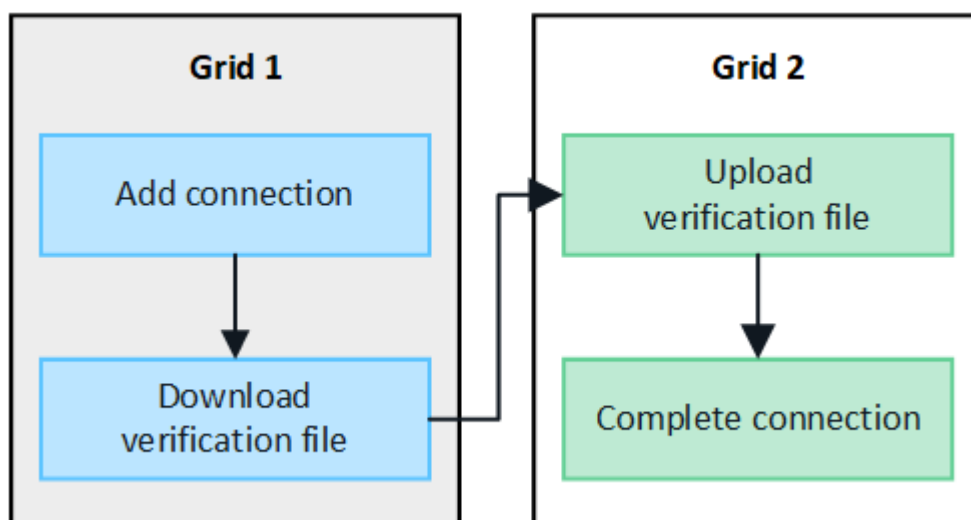 Grid 1
Add connection
Download
verification file
Grid 2
Upload
verification file
Complete connection